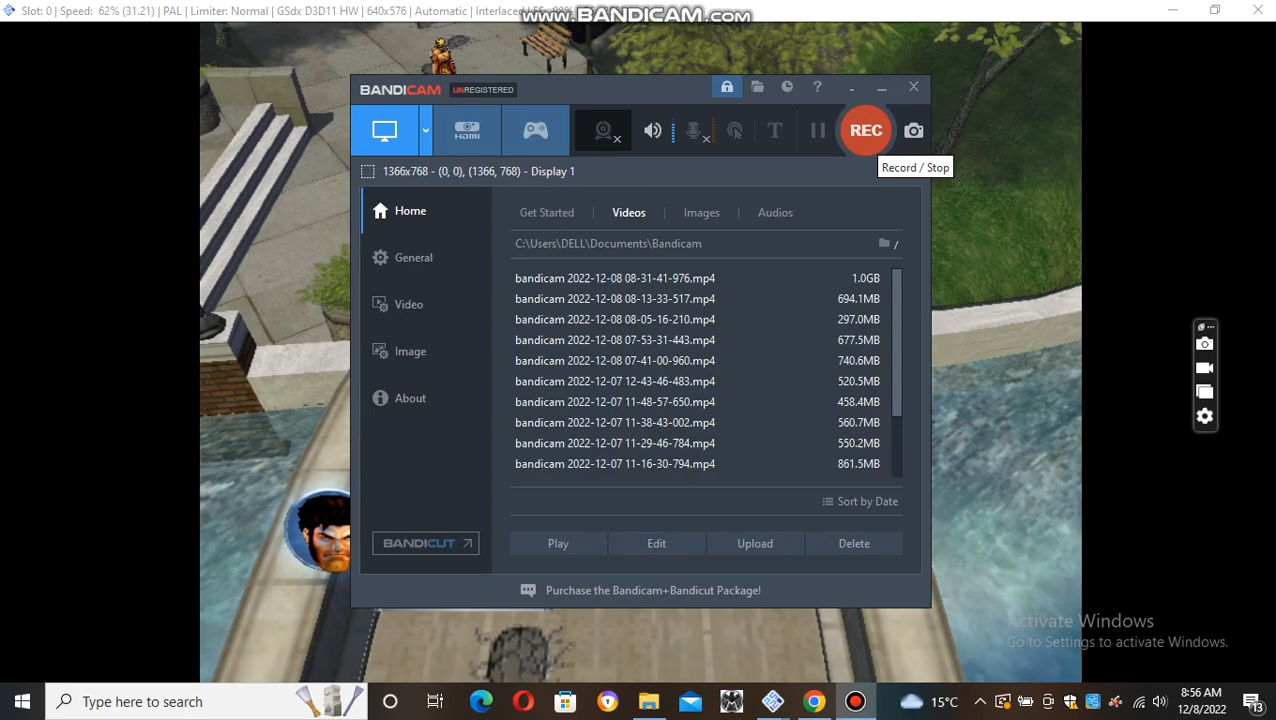 Slot: 0 | Speed: 62% (31.21) | PAL | Limiter: Normal | GSdx D3D11 HW | 640x576 | Automatic | Interlaced
www.BANDICAM.com
BANDICAM UNREGISTERED
HDMI
REC
Record / Stop
1366x768 - (0, 0), (1366, 768) - Display 1
Home
General
Video
Image
About
BANDICUT
Get Started | Videos | Images | Audios
C:\Users\DELL\Documents\Bandicam
/
bandicam 2022-12-08 08-31-41-976.mp4 1.0GB
bandicam 2022-12-08 08-13-33-517.mp4 694.1MB
bandicam 2022-12-08 08-05-16-210.mp4 297.0MB
bandicam 2022-12-08 07-53-31-443.mp4 677.5MB
bandicam 2022-12-08 07-41-00-960.mp4 740.6MB
bandicam 2022-12-07 12-43-46-483.mp4 520.5MB
bandicam 2022-12-07 11-48-57-650.mp4 458.4MB
bandicam 2022-12-07 11-38-43-002.mp4 560.7MB
bandicam 2022-12-07 11-29-46-784.mp4 550.2MB
bandicam 2022-12-07 11-16-30-794.mp4 861.5MB
Sort by Date
Play Edit Upload Delete
Purchase the Bandicam+Bandicut Package!
Activate Windows
Go to Settings to activate Windows.
Type here to search
15°C
8:56 AM
12/8/2022
13